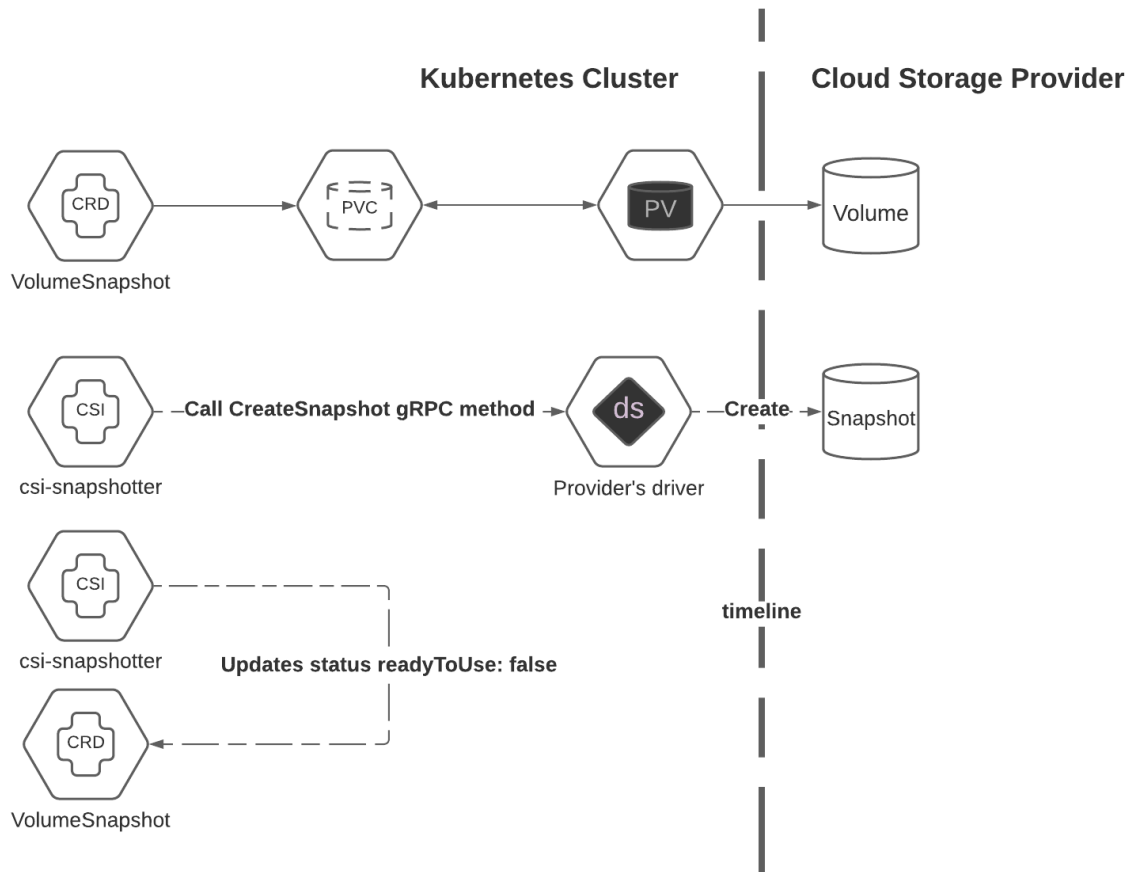 Kubernetes Cluster
Cloud Storage Provider
CRD
PVC
PV
Volume
VolumeSnapshot
CSI
Call CreateSnapshot gRPC method
ds
Create
Snapshot
csi-snapshotter
Provider's driver
CSI
timeline
csi-snapshotter
Updates status readyToUse: false
CRD
VolumeSnapshot